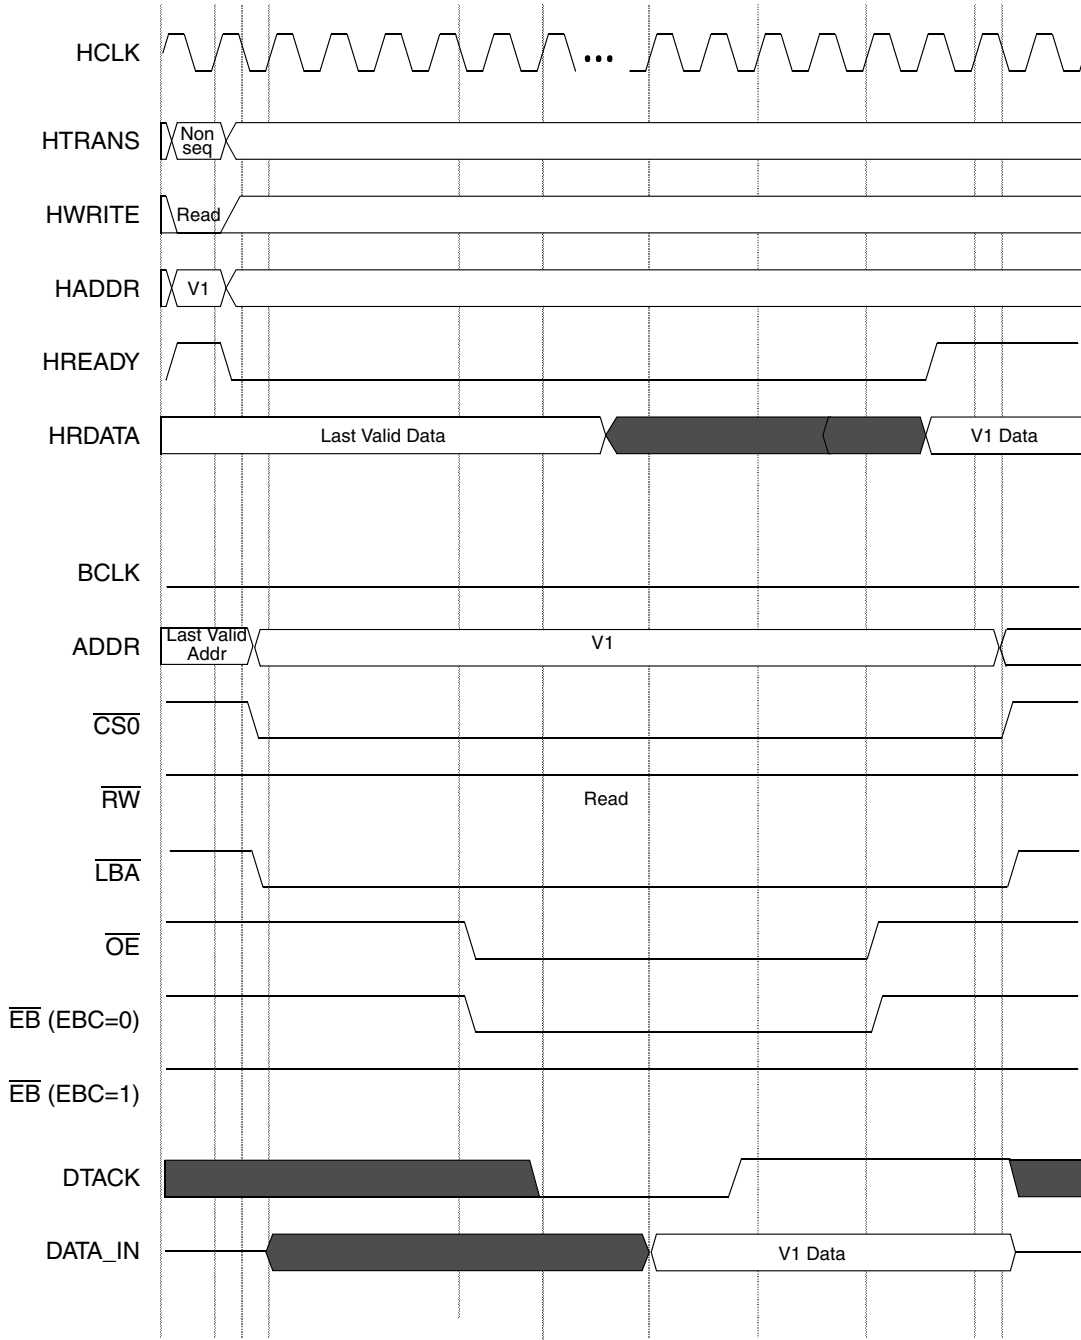 HCLK
...
HTRANS
Non
seq
HWRITE
Read
HADDR
V1
HREADY
HRDATA
Last Valid Data
V1 Data
BCLK
ADDR
Last Valid
Addr
V1
CS0
RW
Read
LBA
OE
EB (EBC=0)
EB (EBC=1)
DTACK
DATA_IN
V1 Data